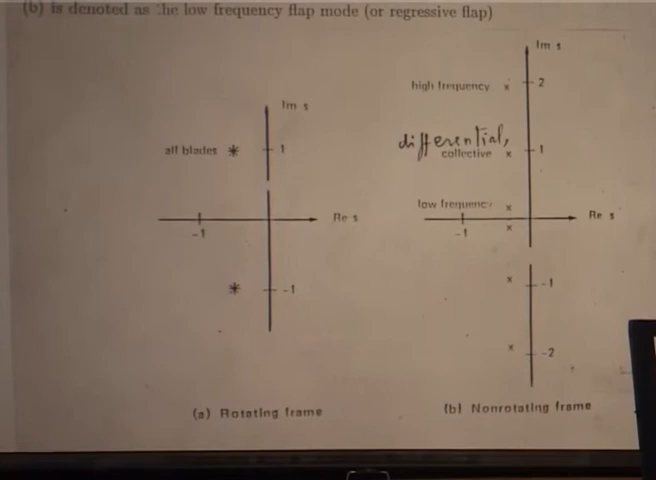 (b) is denoted as the low frequency flap mode (or regressive flap)
Im s
all blades
1
Re s
-1
-1
(a) Rotating frame
Im s
high frequency
2
differential,
collective
1
low frequency
Re s
-1
-1
-2
(b) Nonrotating frame